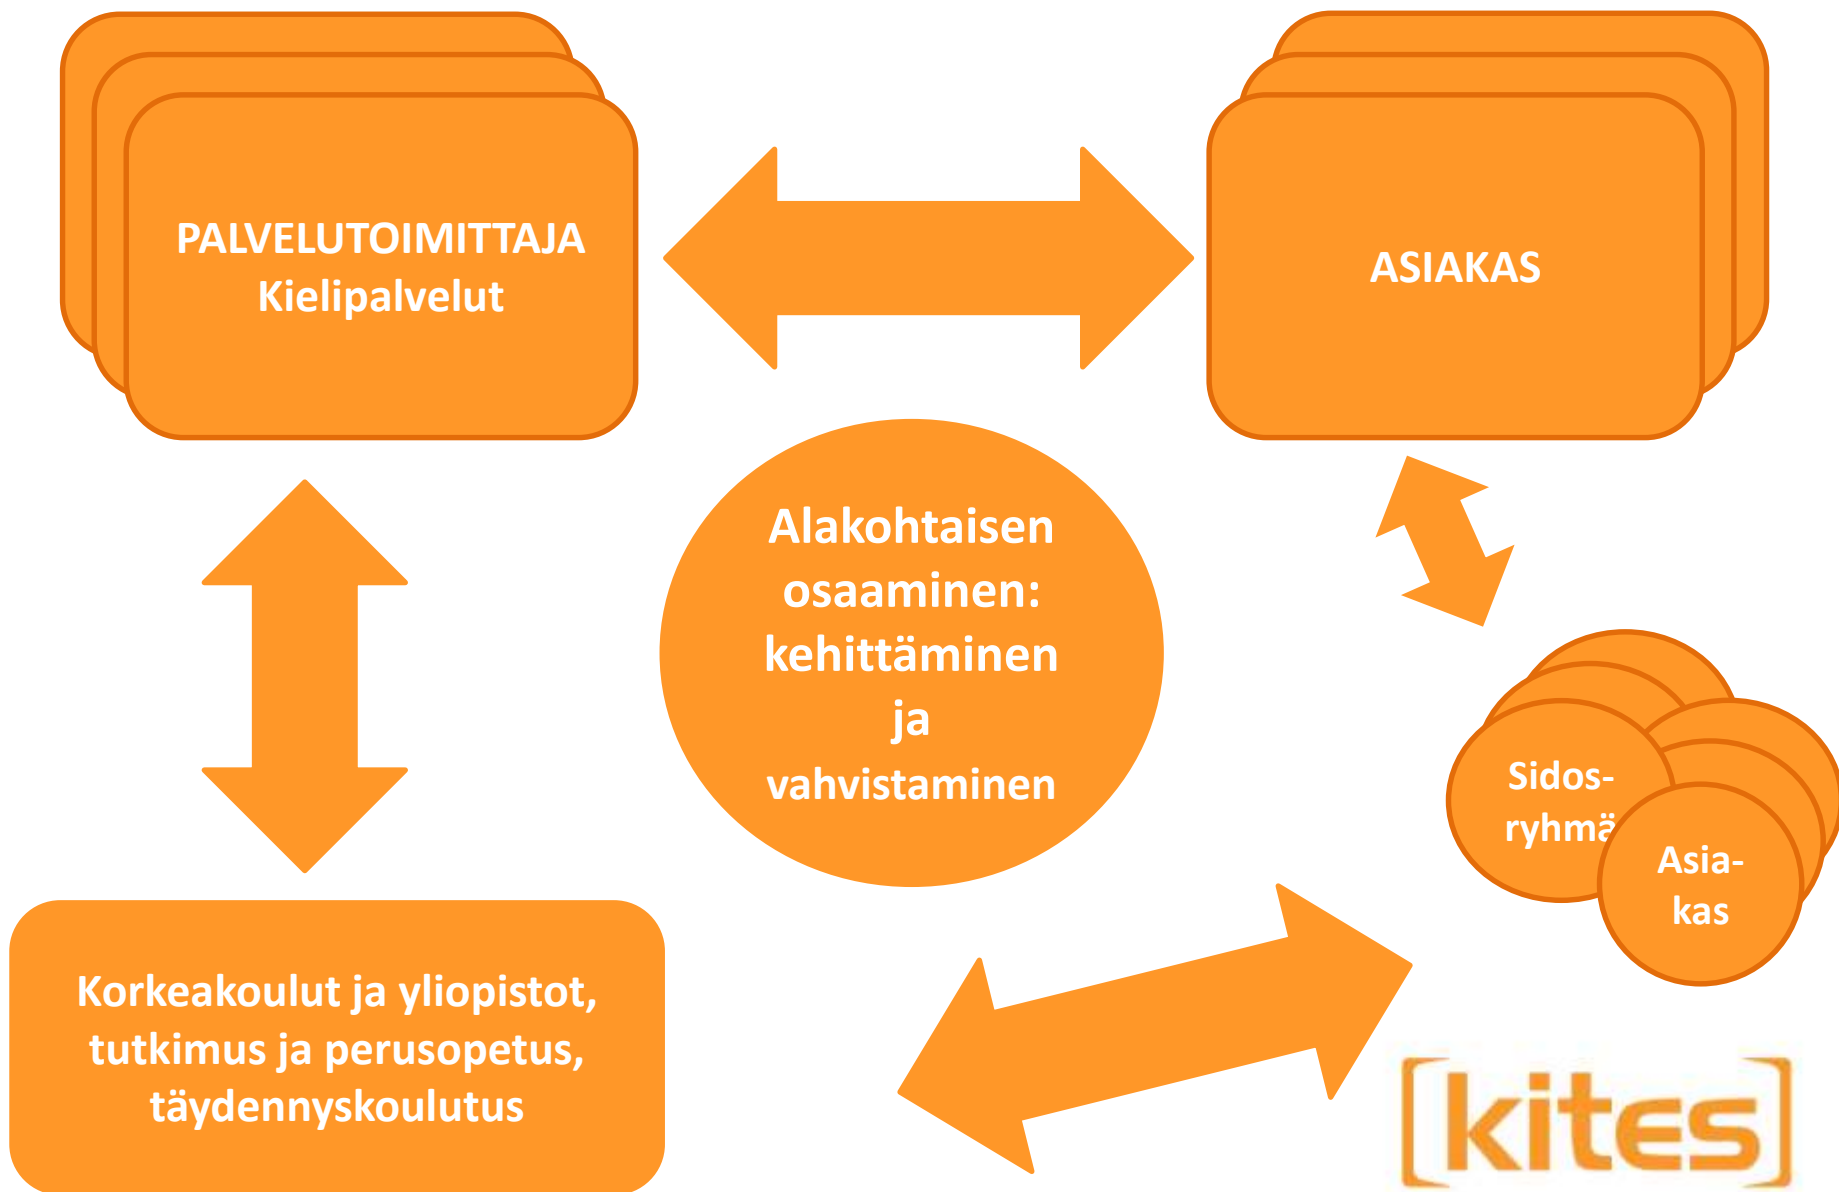 PALVELUTOIMITTAJA
Kielipalvelut
ASIAKAS
Alakohtaisen
osaaminen:
kehittäminen
ja
vahvistaminen
Sidos-
ryhmä
Asia-
kas
Korkeakoulut ja yliopistot,
tutkimus ja perusopetus,
täydennyskoulutus
[kites]